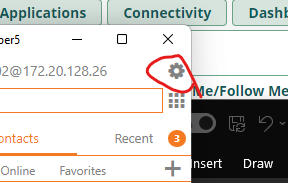 Applications Connectivity Dashb
ber5
02@172.20.128.26
Me/Follow Me
ontacts Recent 3
Insert Draw
Online Favorites